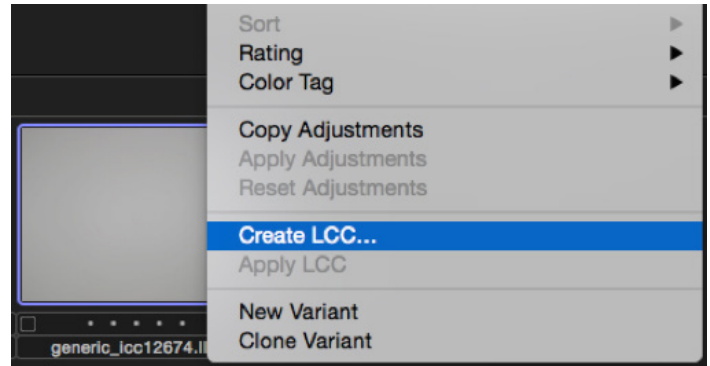 Sort
Rating
Color Tag
Copy Adjustments
Apply Adjustments
Reset Adjustments
Create LCC...
Apply LCC
New Variant
Clone Variant